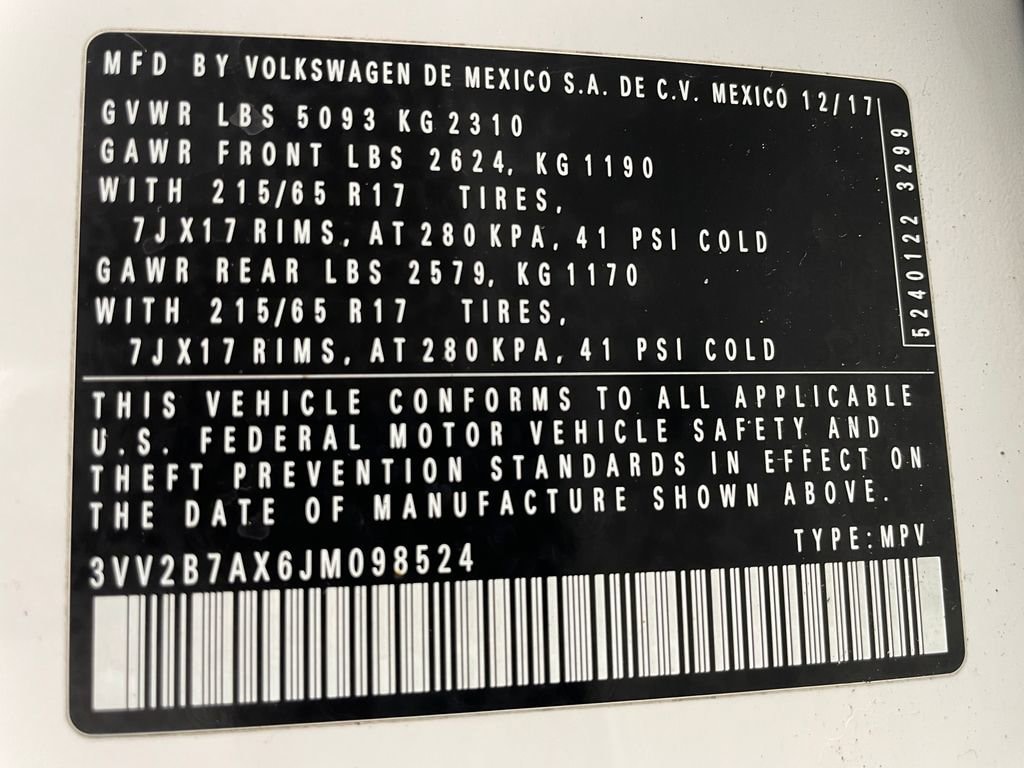 MFD BY VOLKSWAGEN DE MEXICO S.A. DE C.V. MEXICO 12/17
GVWR LBS 5093 KG 2310
GAWR FRONT LBS 2624, KG 1190
WITH 215/65 R17 TIRES,
7J X17 RIMS, AT 280 KPA, 41 PSI COLD
GAWR REAR LBS 2579, KG 1170
WITH 215/65 R17 TIRES,
7J X17 RIMS, AT 280 KPA, 41 PSI COLD
5240122 3299
THIS VEHICLE CONFORMS TO ALL APPLICABLE
U.S. FEDERAL MOTOR VEHICLE SAFETY AND
THEFT PREVENTION STANDARDS IN EFFECT ON
THE DATE OF MANUFACTURE SHOWN ABOVE.
TYPE:MPV
3VV2B7AX6JM098524